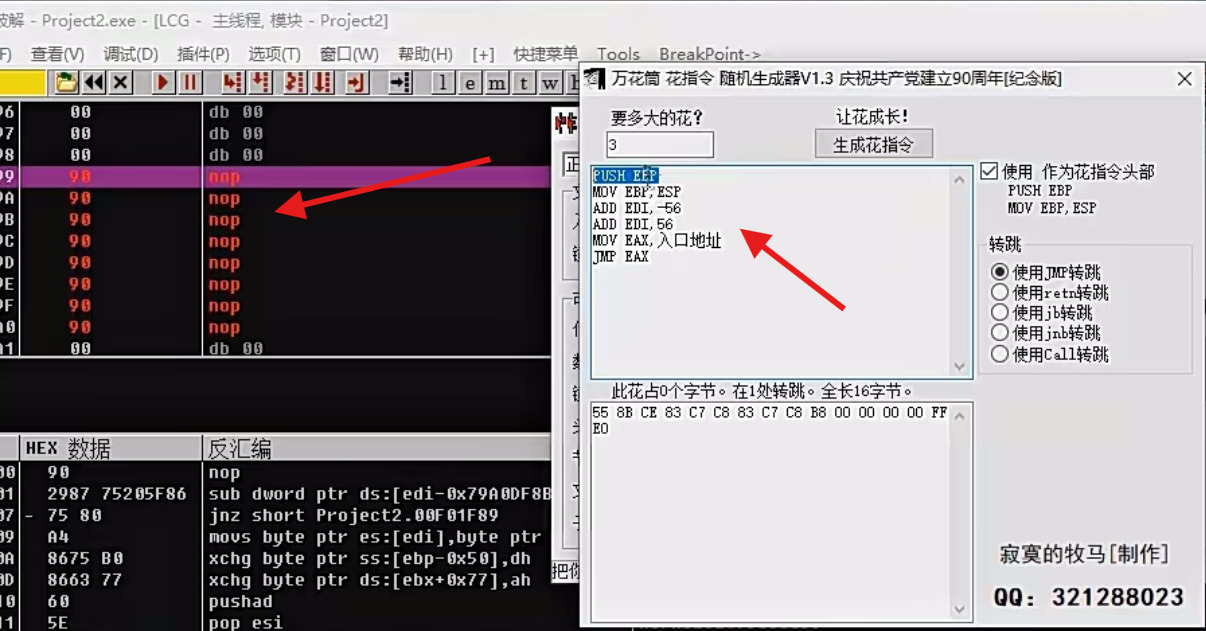 破解 - Project2.exe - [LCG - 主线程, 模块 - Project2]
查看(V) 调试(D) 插件(P) 选项(T) 窗口(W) 帮助(H) [+] 快捷菜单 Tools BreakPoint->
l e m t w h
96 00 db 00
97 00 db 00
98 00 db 00
99 90 nop
9A 90 nop
9B 90 nop
9C 90 nop
9D 90 nop
9E 90 nop
9F 90 nop
A0 90 nop
A1 00 db 00
HEX 数据 反汇编
00 90 nop
01 2987 75205F86 sub dword ptr ds:[edi-0x79A0DF8B
07 - 75 80 jnz short Project2.00F01F89
09 A4 movs byte ptr es:[edi],byte ptr
0A 8675 B0 xchg byte ptr ss:[ebp-0x50],dh
0D 8663 77 xchg byte ptr ds:[ebx+0x77],ah
10 60 pushad
11 5E pop esi
把你
万花筒 花指令 随机生成器V1.3 庆祝共产党建立90周年[纪念版]
要多大的花?
3
让花成长!
生成花指令
PUSH EBP
MOV EBP,ESP
ADD EDI,-56
ADD EDI,56
MOV EAX,入口地址
JMP EAX
使用 作为花指令头部
PUSH EBP
MOV EBP,ESP
转跳
使用JMP转跳
使用retn转跳
使用jb转跳
使用jnb转跳
使用Call转跳
此花占0个字节。在1处转跳。全长16字节。
55 8B CE 83 C7 C8 83 C7 C8 B8 00 00 00 00 FF
E0
寂寞的牧马[制作]
QQ: 321288023